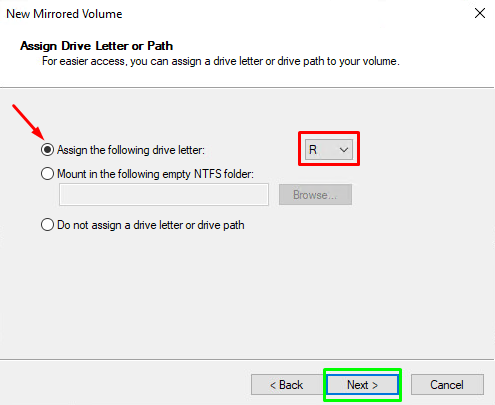 New Mirrored Volume
Assign Drive Letter or Path
For easier access, you can assign a drive letter or drive path to your volume.
Assign the following drive letter:
R
Mount in the following empty NTFS folder:
Browse...
Do not assign a drive letter or drive path
< Back
Next >
Cancel